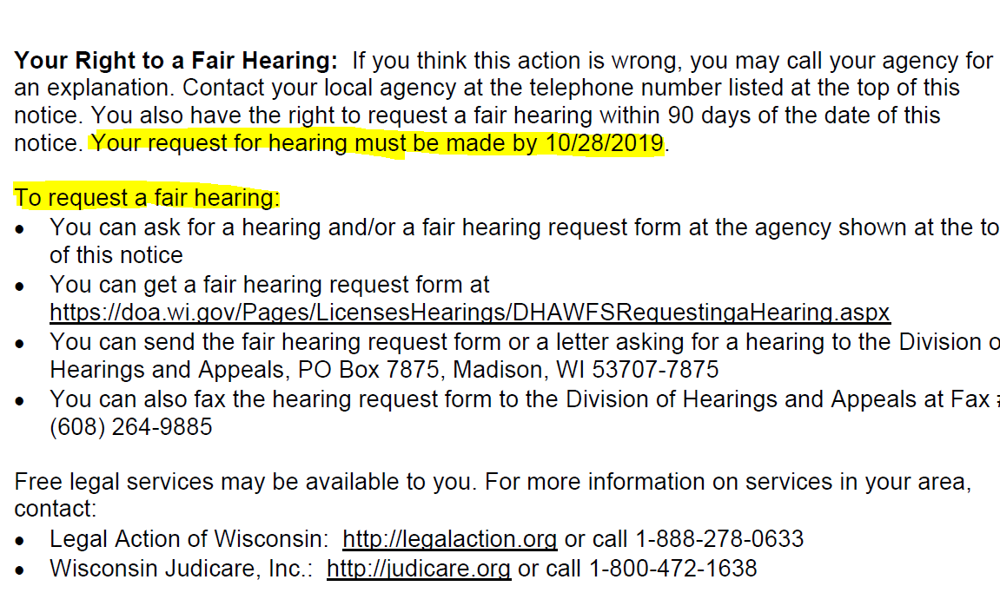 Your Right to a Fair Hearing: If you think this action is wrong, you may call your agency for
an explanation. Contact your local agency at the telephone number listed at the top of this
notice. You also have the right to request a fair hearing within 90 days of the date of this
notice. Your request for hearing must be made by 10/28/2019.
To request a fair hearing:
• You can ask for a hearing and/or a fair hearing request form at the agency shown at the to
of this notice
• You can get a fair hearing request form at
https://doa.wi.gov/Pages/LicensesHearings/DHAWFSRequestingaHearing.aspx
• You can send the fair hearing request form or a letter asking for a hearing to the Division o
Hearings and Appeals, PO Box 7875, Madison, WI 53707-7875
• You can also fax the hearing request form to the Division of Hearings and Appeals at Fax #
(608) 264-9885
Free legal services may be available to you. For more information on services in your area,
contact:
• Legal Action of Wisconsin: http://legalaction.org or call 1-888-278-0633
• Wisconsin Judicare, Inc.: http://judicare.org or call 1-800-472-1638